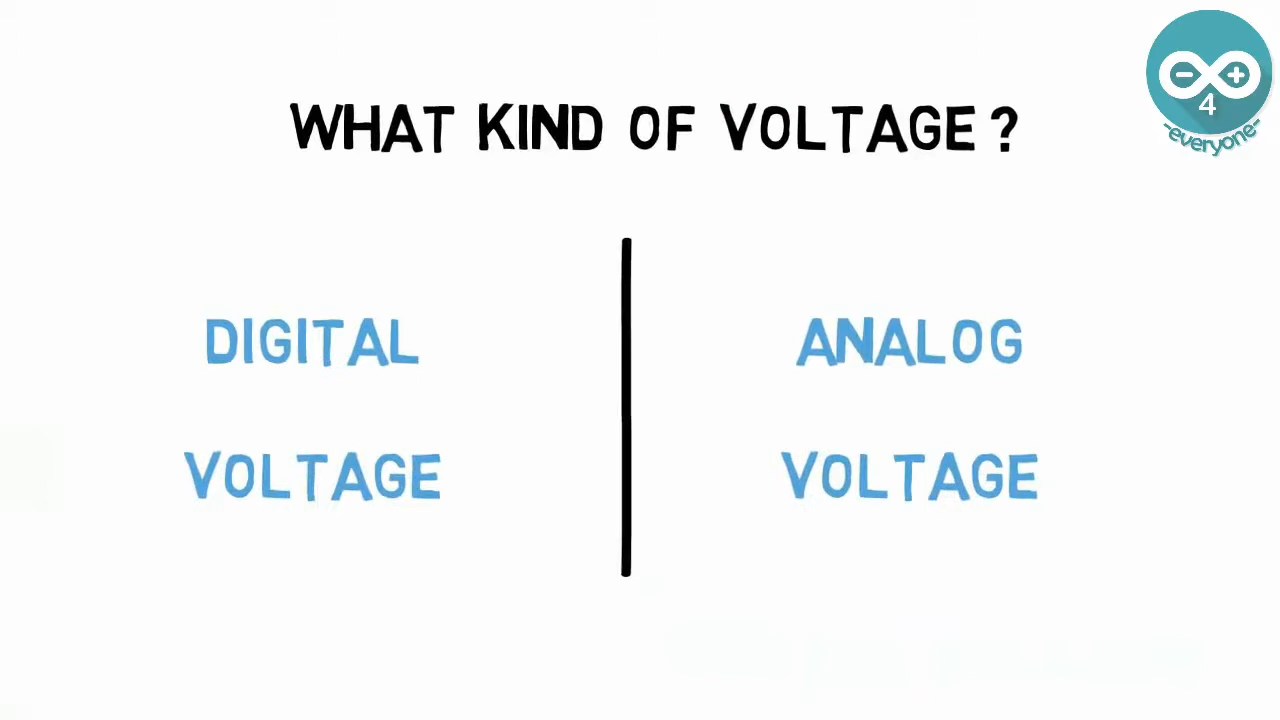 WHAT KIND OF VOLTAGE?
4
-everyone-
DIGITAL
VOLTAGE
ANALOG
VOLTAGE